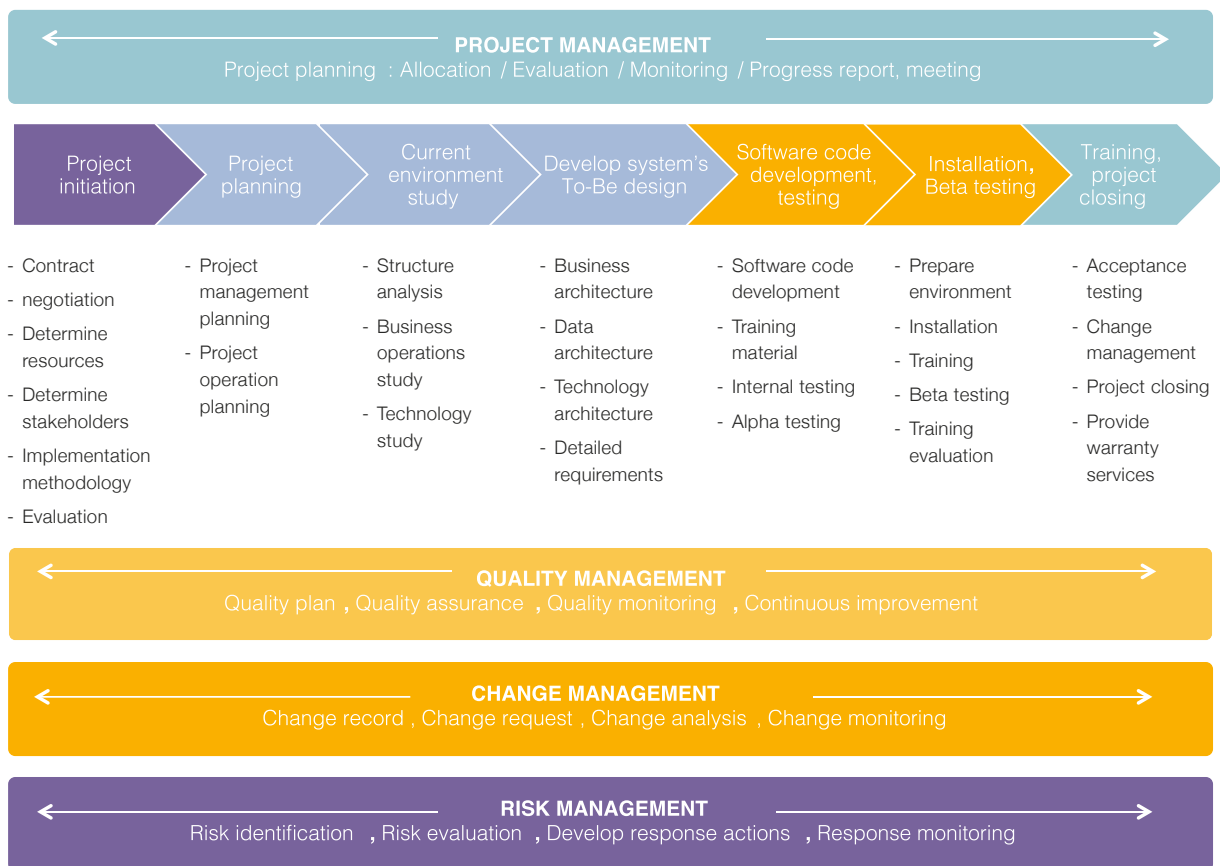 PROJECT MANAGEMENT
Project planning : Allocation / Evaluation / Monitoring / Progress report, meeting
Project
initiation
Project
planning
Current
environment
study
Develop system's
To-Be design
Software code
development,
testing
Installation,
Beta testing
Training,
project
closing
- Contract
- negotiation
- Determine
resources
- Determine
stakeholders
- Implementation
methodology
- Evaluation
- Project
management
planning
- Project
operation
planning
- Structure
analysis
- Business
operations
study
- Technology
study
- Business
architecture
- Data
architecture
- Technology
architecture
- Detailed
requirements
- Software code
development
- Training
material
- Internal testing
- Alpha testing
- Prepare
environment
- Installation
- Training
- Beta testing
- Training
evaluation
- Acceptance
testing
- Change
management
- Project closing
- Provide
warranty
services
QUALITY MANAGEMENT
Quality plan , Quality assurance , Quality monitoring , Continuous improvement
CHANGE MANAGEMENT
Change record , Change request , Change analysis , Change monitoring
RISK MANAGEMENT
Risk identification , Risk evaluation , Develop response actions , Response monitoring